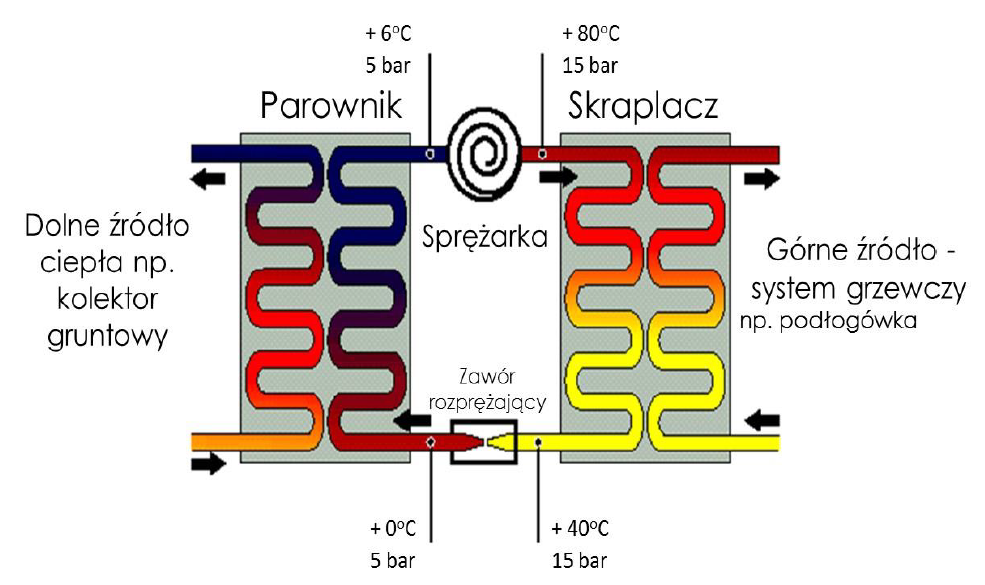 + 6°C
5 bar
+ 80°C
15 bar
Parownik
Skraplacz
Dolne źródło
ciepła np.
kolektor
gruntowy
Sprężarka
Górne źródło -
system grzewczy
np. podłogówka
Zawór
rozprężający
+ 0°C
5 bar
+ 40°C
15 bar